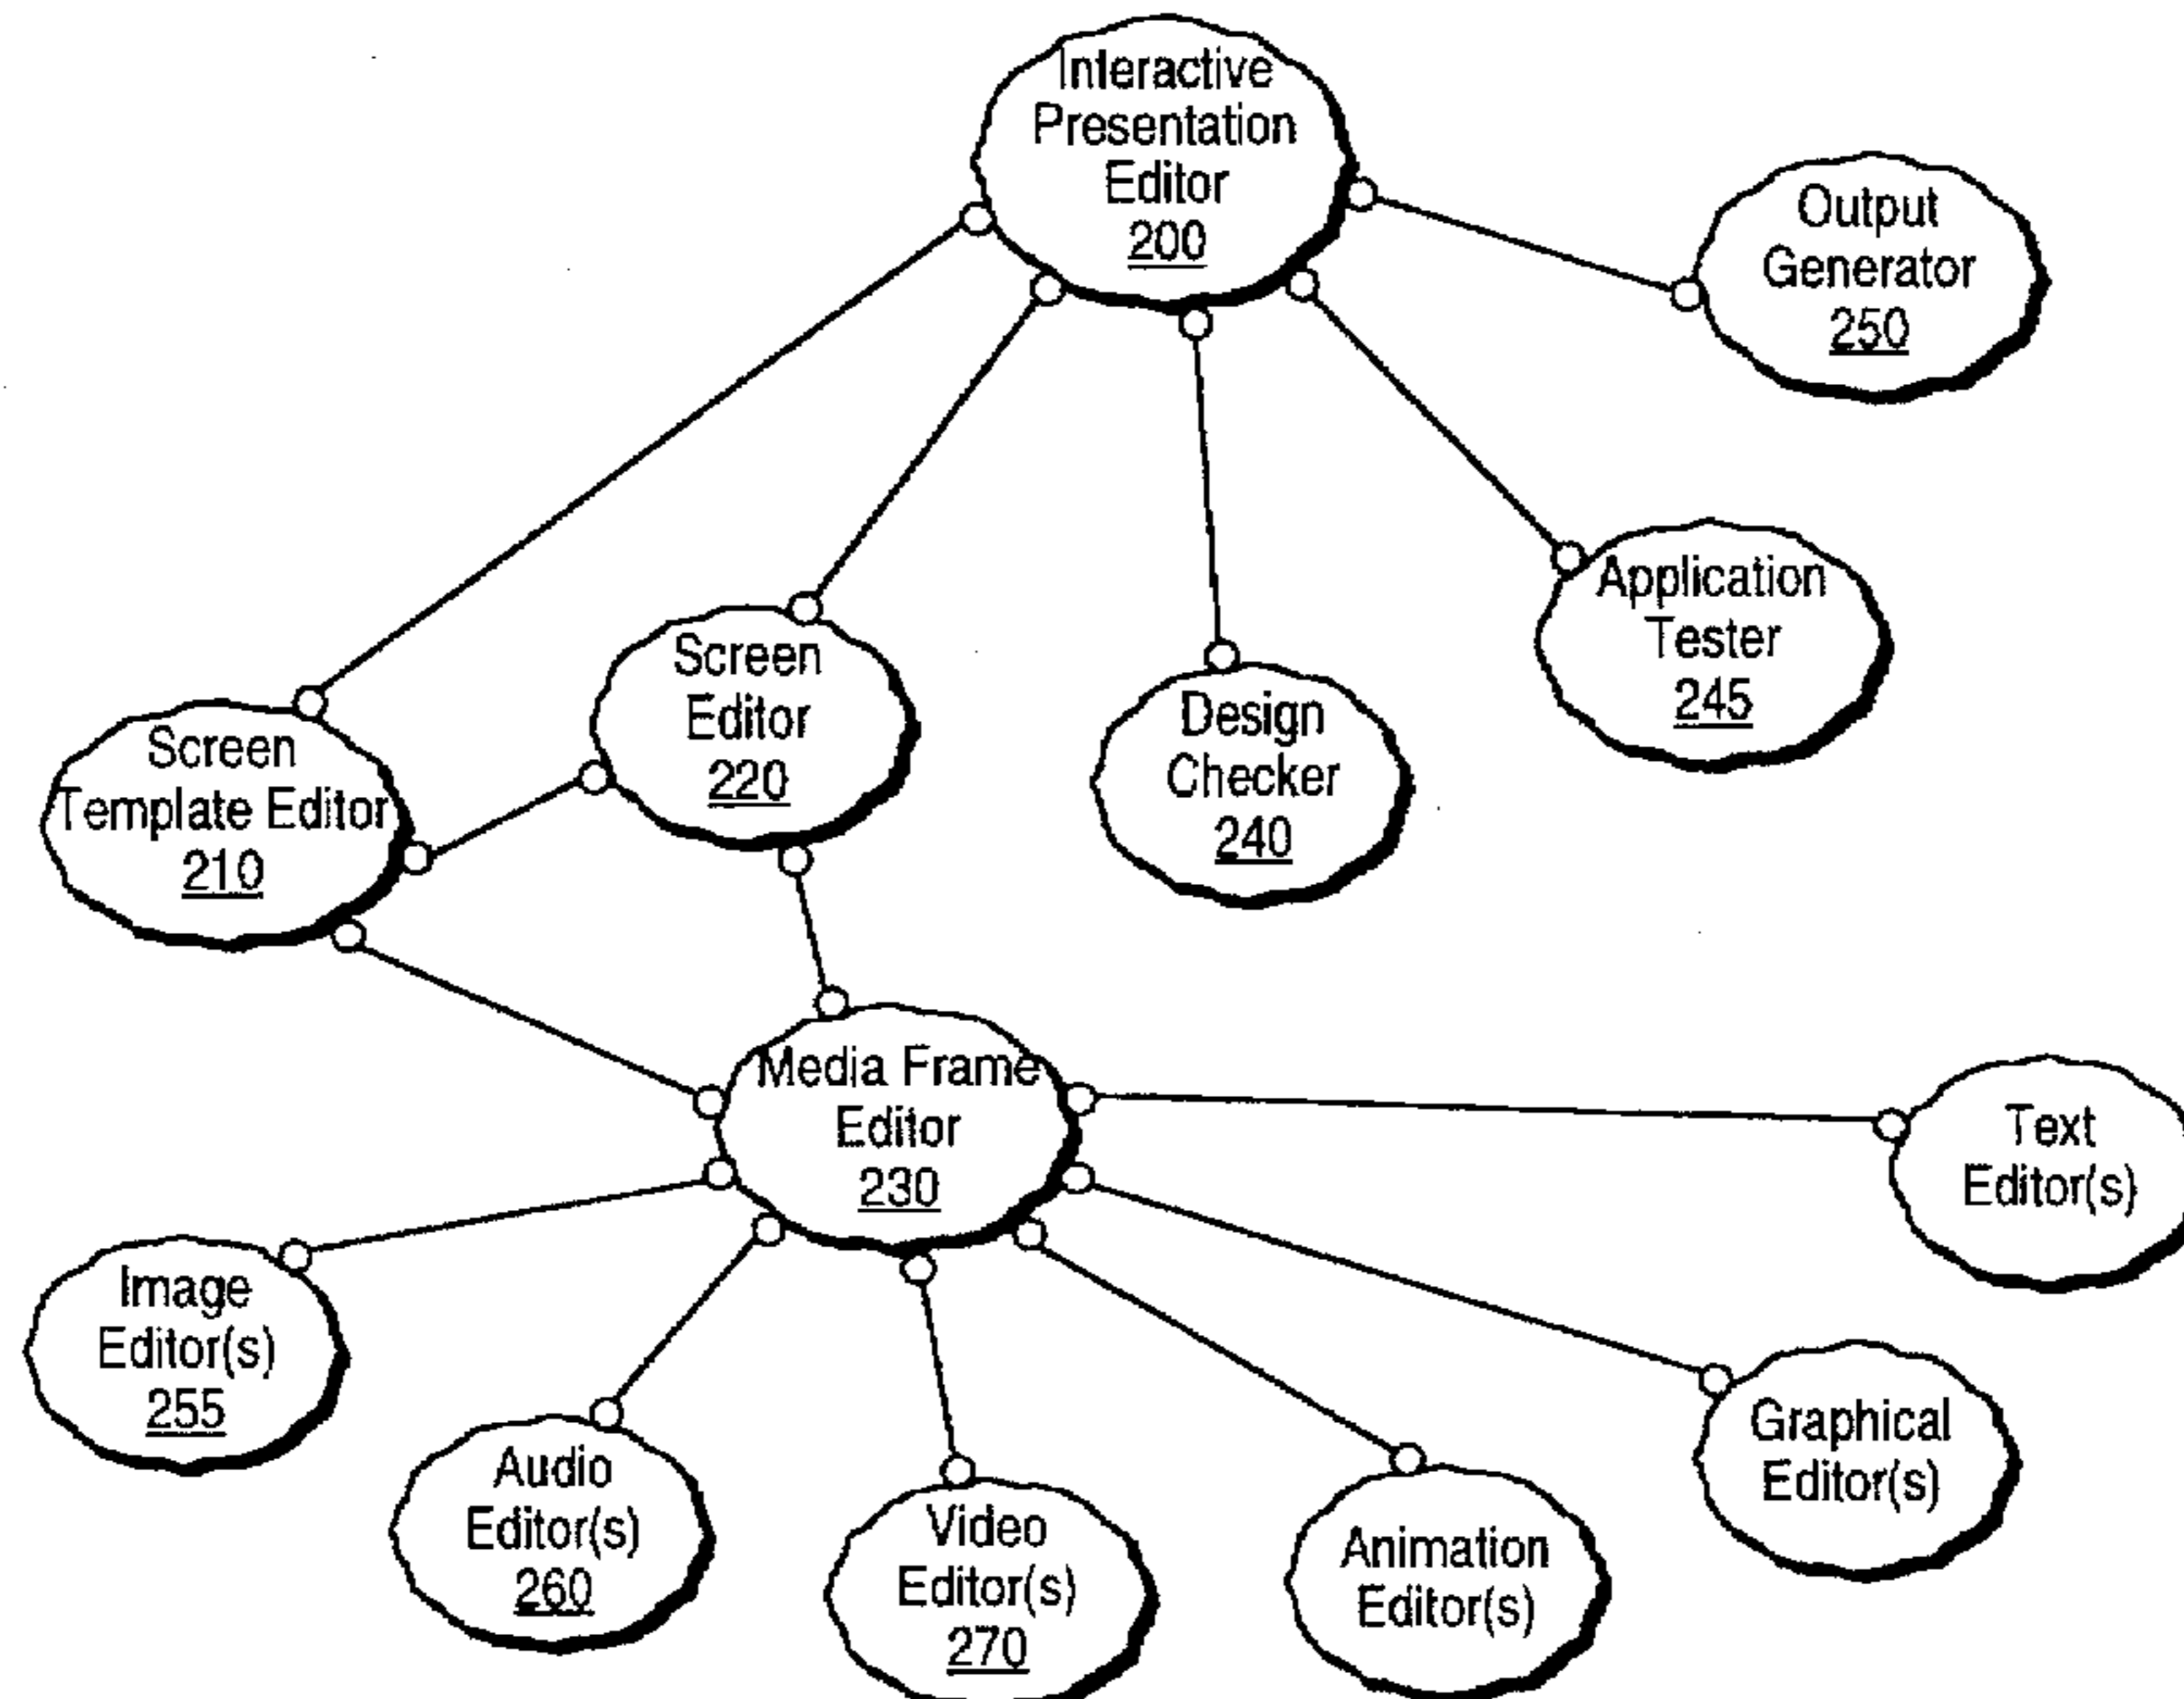 Interactive
Presentation
Editor
200
Output
Generator
250
Application
Tester
245
Screen
Editor
220
Design
Checker
240
Screen
Template Editor
210
Media Frame
Editor
230
Text
Editor(s)
Image
Editor(s)
255
Graphical
Editor(s)
Audio
Editor(s)
260
Video
Editor(s)
270
Animation
Editor(s)